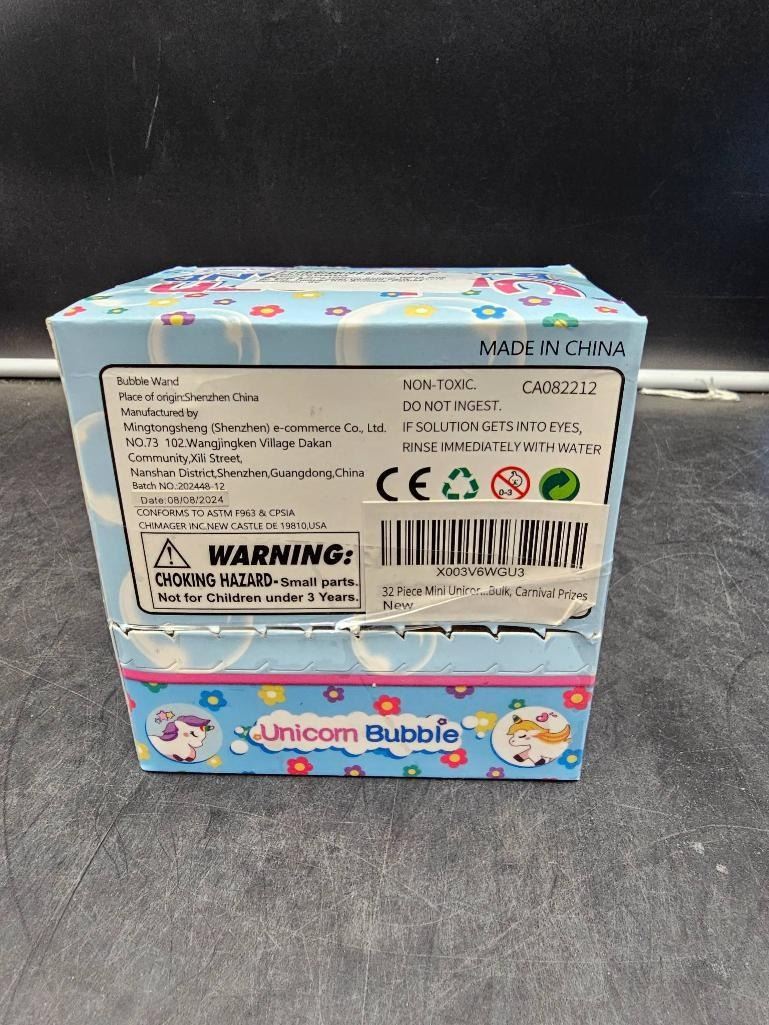 MADE IN CHINA
Bubble Wand
Place of origin:Shenzhen China
Manufactured by
Mingtongsheng (Shenzhen) e-commerce Co., Ltd.
NO.73 102.Wangjingken Village Dakan
Community,Xili Street,
Nanshan District,Shenzhen,Guangdong,China
Batch NO.:202448-12
Date:08/08/2024
CONFORMS TO ASTM F963 & CPSIA
CHIMAGER INC.NEW CASTLE DE 19810,USA
WARNING:
CHOKING HAZARD-Small parts.
Not for Children under 3 Years.
NON-TOXIC. CA082212
DO NOT INGEST.
IF SOLUTION GETS INTO EYES,
RINSE IMMEDIATELY WITH WATER
CE
0-3
X003V6WGU3
32 Piece Mini Unicor...Bulk, Carnival Prizes
New
Unicorn Bubble